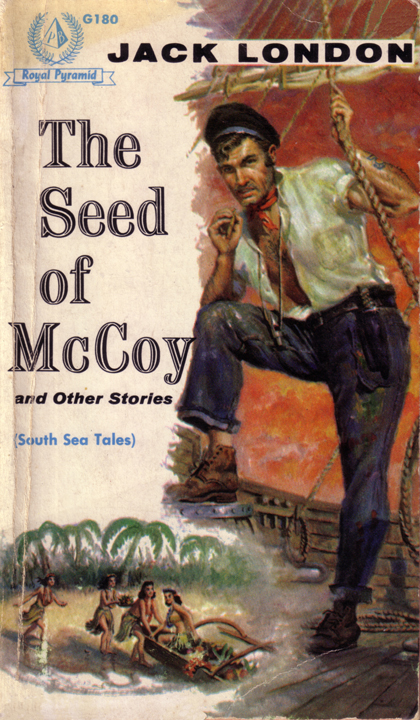 G180
JACK LONDON
Royal Pyramid
The
Seed
of
McCoy
and Other Stories
(South Sea Tales)